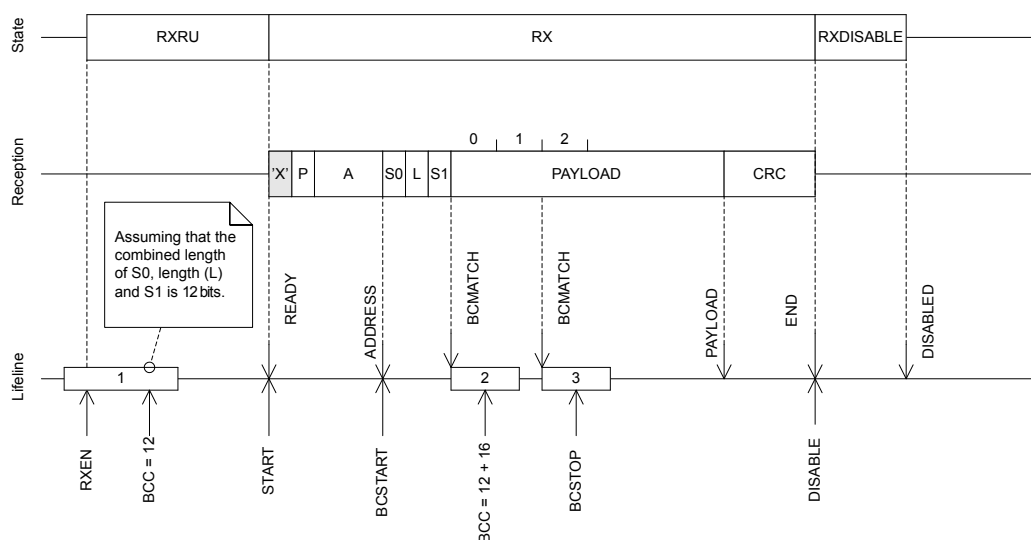 State
RXRU
RX
RXDISABLE
Reception
0
1
2
'X'
P
A
S0
L
S1
PAYLOAD
CRC
Assuming that the
combined length
of S0, length (L)
and S1 is 12 bits.
READY
ADDRESS
BCMATCH
BCMATCH
PAYLOAD
END
DISABLED
Lifeline
1
2
3
RXEN
BCC = 12
START
BCSTART
BCC = 12 + 16
BCSTOP
DISABLE